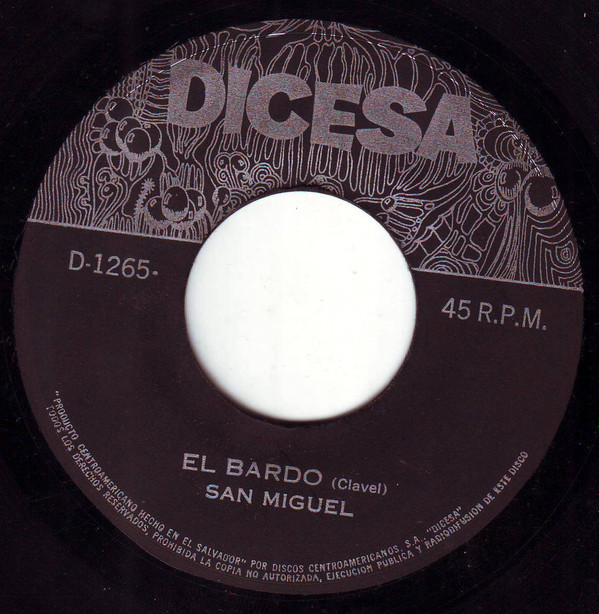 DICESA
D-1265-
45 R.P.M.
EL BARDO (Clavel)
SAN MIGUEL
"PRODUCTO CENTROAMERICANO HECHO EN EL SALVADOR" POR DISCOS CENTROAMERICANOS, S.A. "DICESA"
TODOS LOS DERECHOS RESERVADOS, PROHIBIDA LA COPIA NO AUTORIZADA, EJECUCION PUBLICA Y RADIODIFUSION DE ESTE DISCO